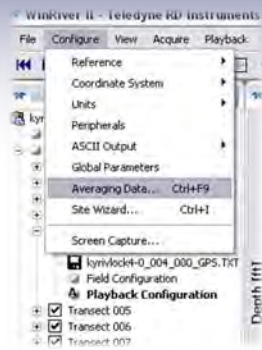 WinRiver II - Teledyne RD Instruments
File Configure View Acquire Playback
Reference
Coordinate System
Units
Peripherals
ASCII Output
Global Parameters
Averaging Data... Ctrl+F9
Site Wizard... Ctrl+I
Screen Capture...
kyr
kyrivlock4-0_004_000_GPS.TXT
Field Configuration
Playback Configuration
Transect 005
Transect 006
Transect 007
Depth [ft]